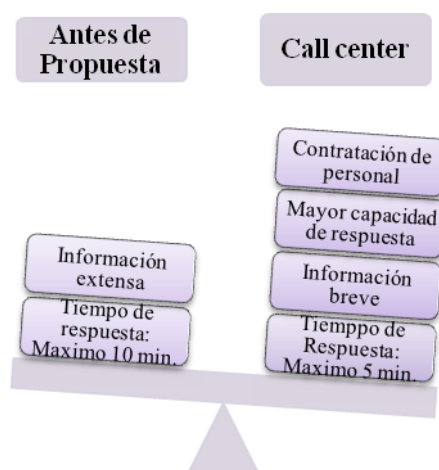 Antes de
Propuesta
Call center
Información
extensa
Tiempo de
respuesta:
Maximo 10 min.
Contratación de
personal
Mayor capacidad
de respuesta
Información
breve
Tiemppo de
Respuesta:
Maximo 5 min.